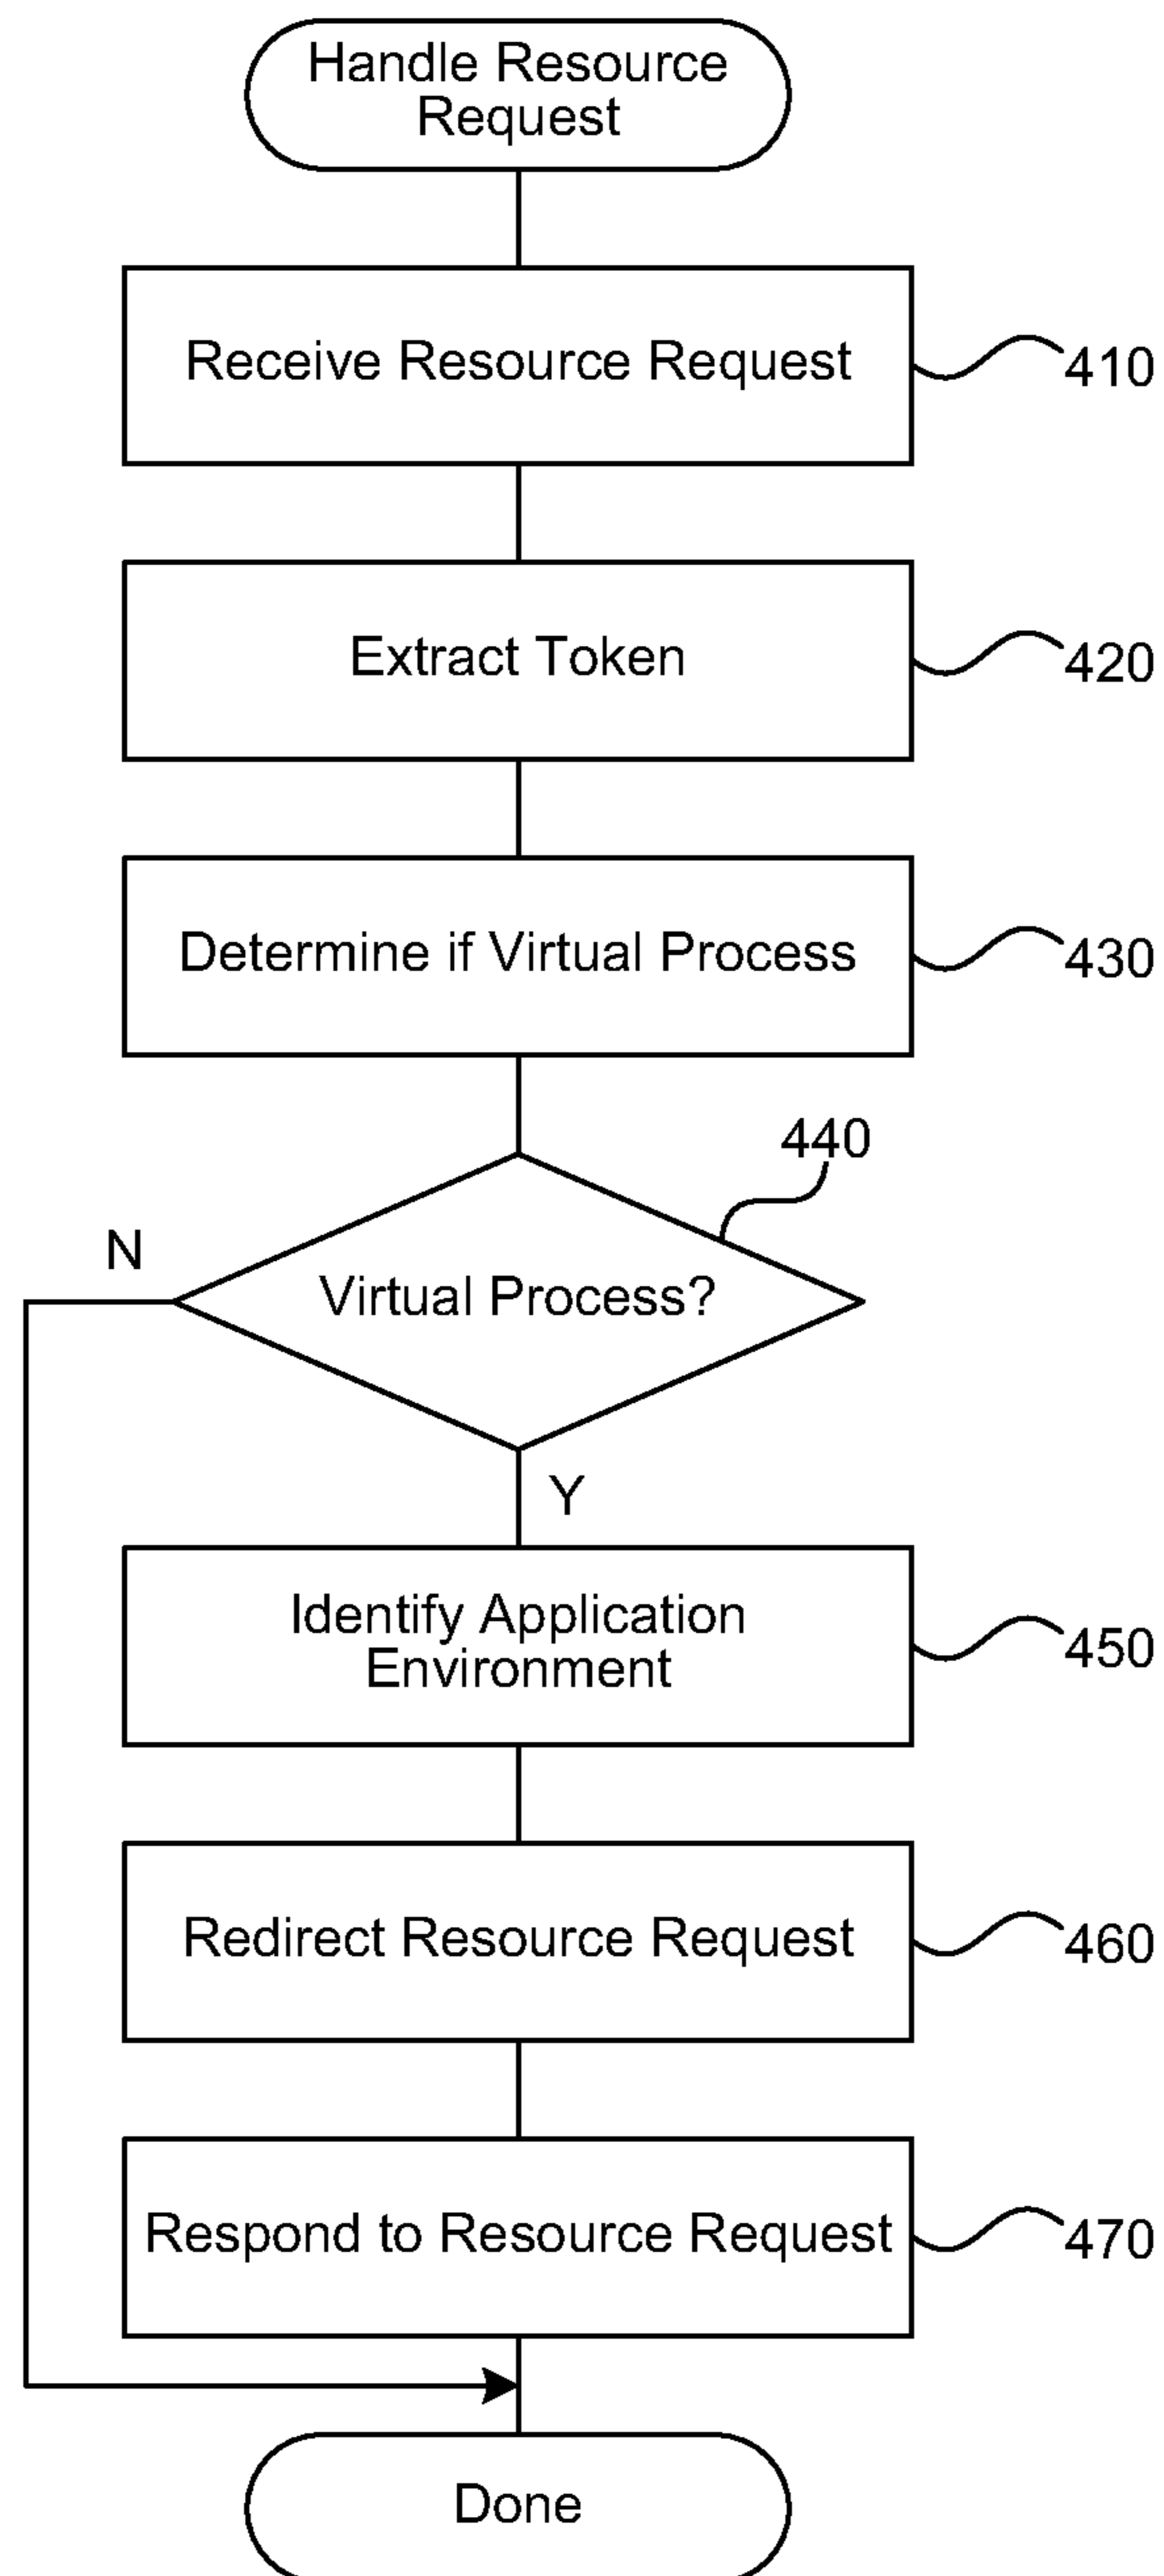 Handle Resource
Request
Receive Resource Request
410
Extract Token
420
Determine if Virtual Process
430
440
N
Virtual Process?
Y
Identify Application
Environment
450
Redirect Resource Request
460
Respond to Resource Request
470
Done